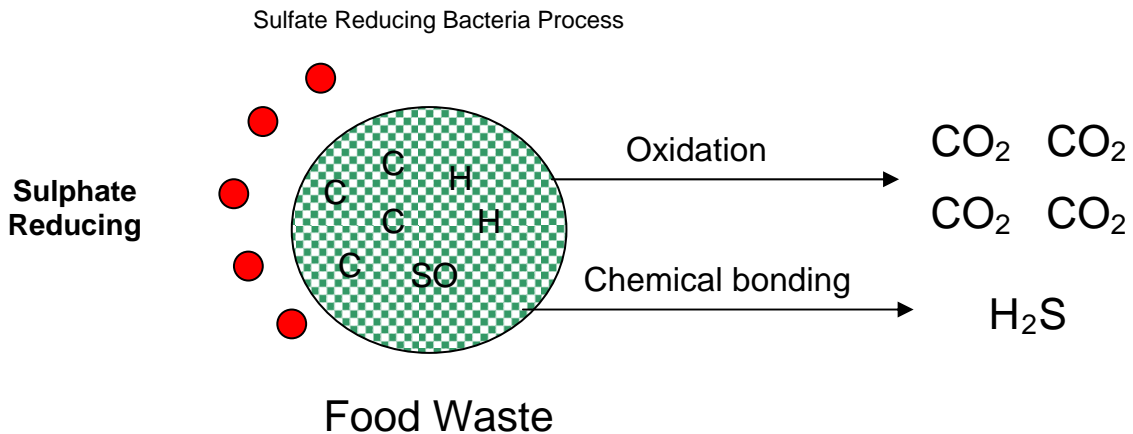 Sulfate Reducing Bacteria Process
Sulphate
Reducing
C
C
H
C
H
C
SO
Food Waste
Oxidation
CO₂ CO₂
CO₂ CO₂
Chemical bonding
H₂S